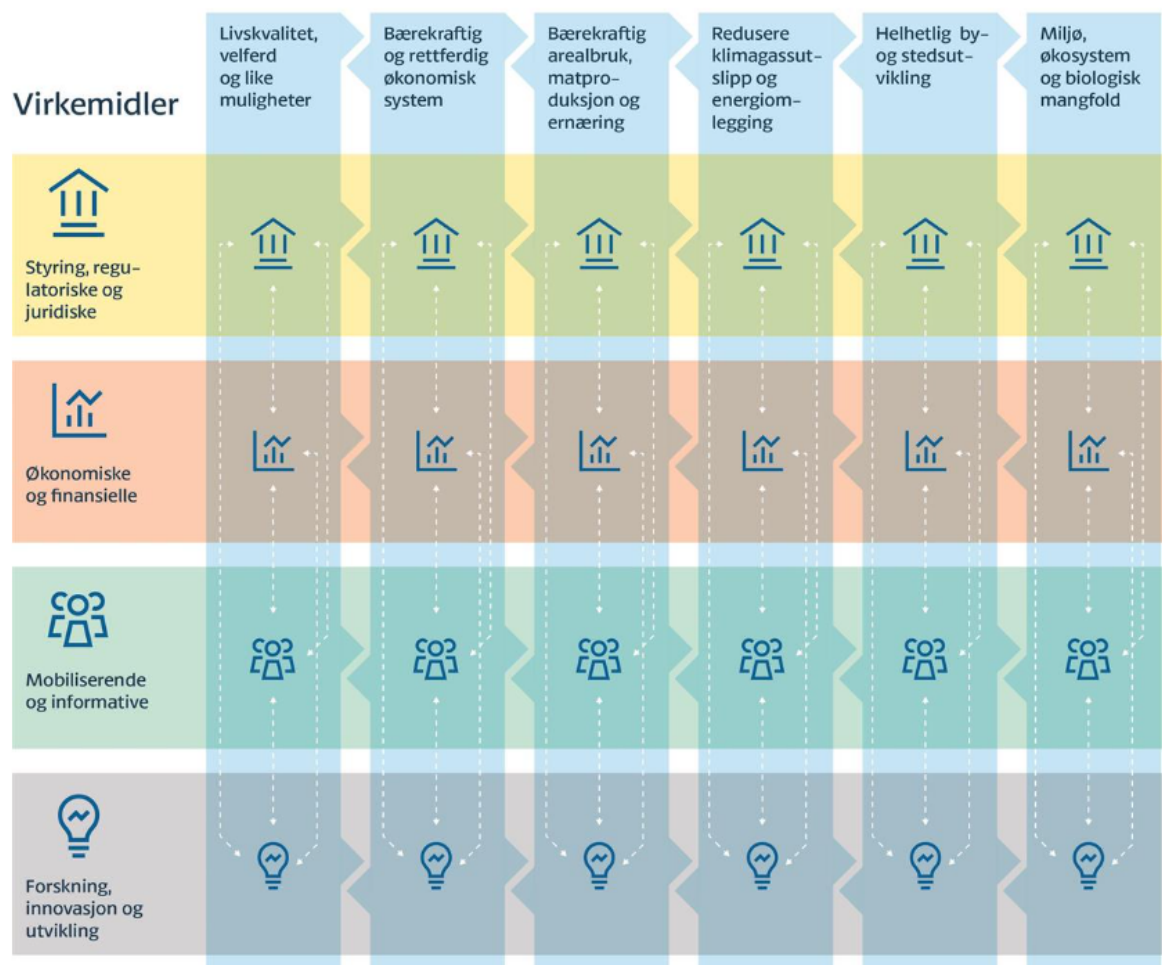 Virkemidler
Livskvalitet,
velferd
og like
muligheter
Bærekraftig
og rettferdig
økonomisk
system
Bærekraftig
arealbruk,
matpro-
duksjon og
ernæring
Redusere
klimagassut-
slipp og
energiom-
legging
Helhetlig by-
og stedsut-
vikling
Miljø,
økosystem
og biologisk
mangfold
Styring, regu-
latoriske og
juridiske
Økonomiske
og finansielle
Mobiliserende
og informative
Forskning,
innovasjon og
utvikling